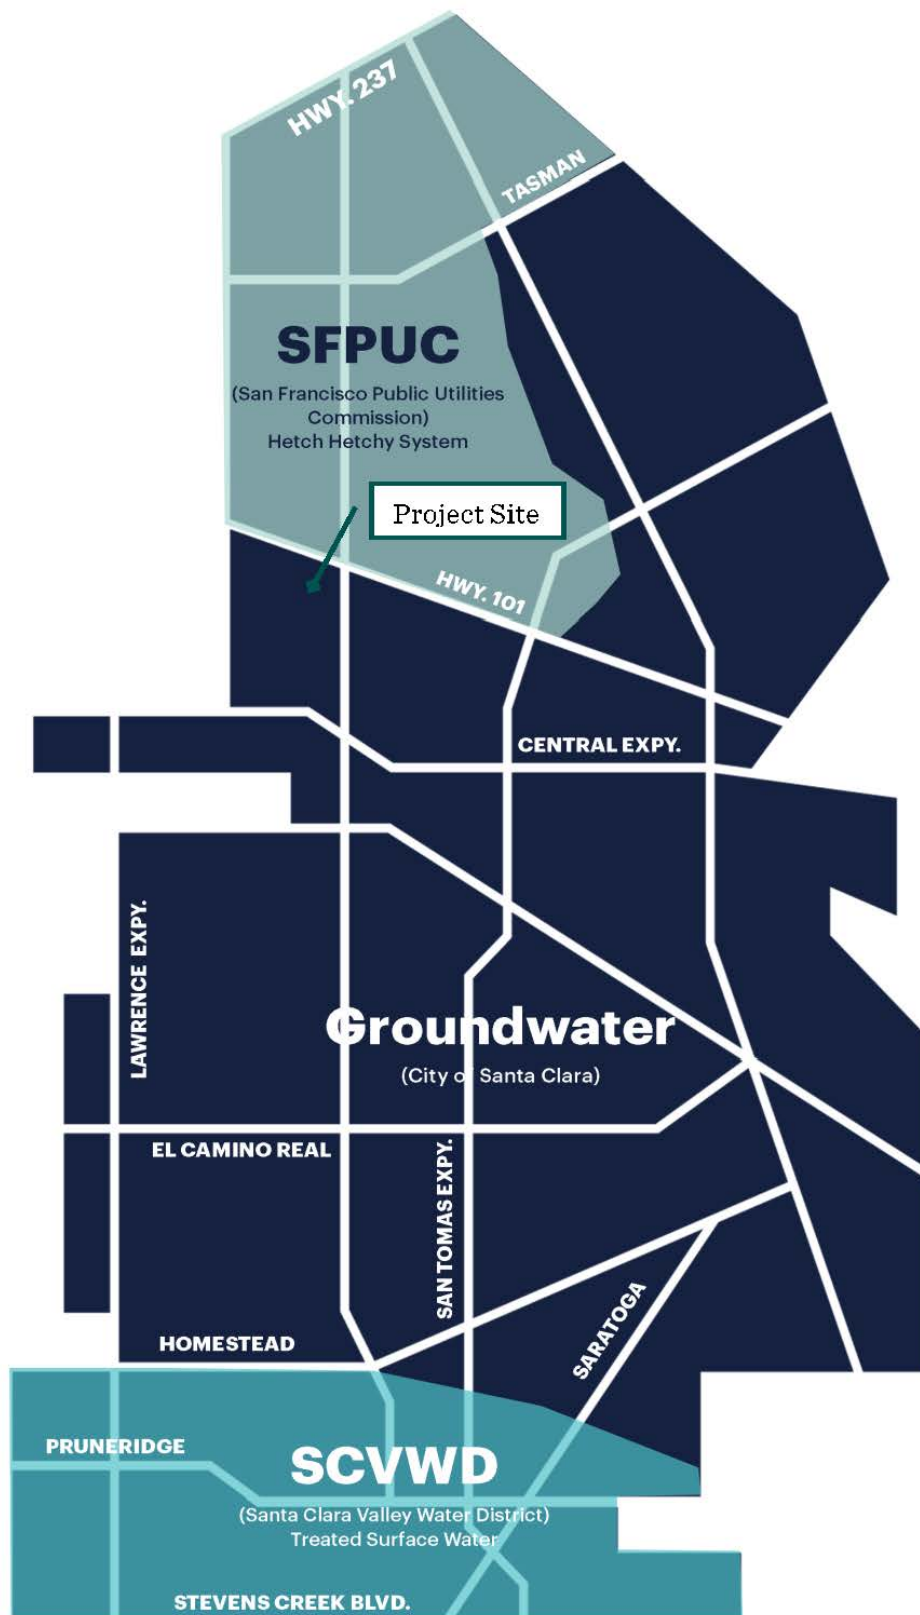 HWY. 237
TASMAN
SFPUC
(San Francisco Public Utilities
Commission)
Hetch Hetchy System
Project Site
HWY. 101
CENTRAL EXPY.
LAWRENCE EXPY.
Groundwater
(City of Santa Clara)
EL CAMINO REAL
SAN TOMAS EXPY.
SARATOGA
HOMESTEAD
PRUNERIDGE
SCVWD
(Santa Clara Valley Water District)
Treated Surface Water
STEVENS CREEK BLVD.